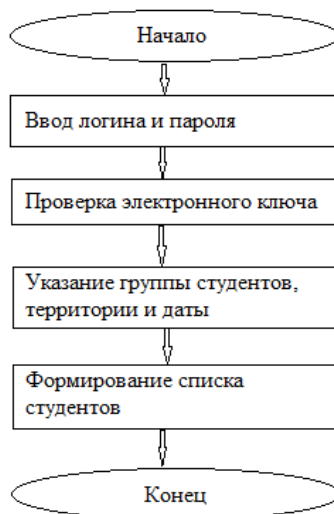 Начало
Ввод логина и пароля
Проверка электронного ключа
Указание группы студентов,
территории и даты
Формирование списка
студентов
Конец